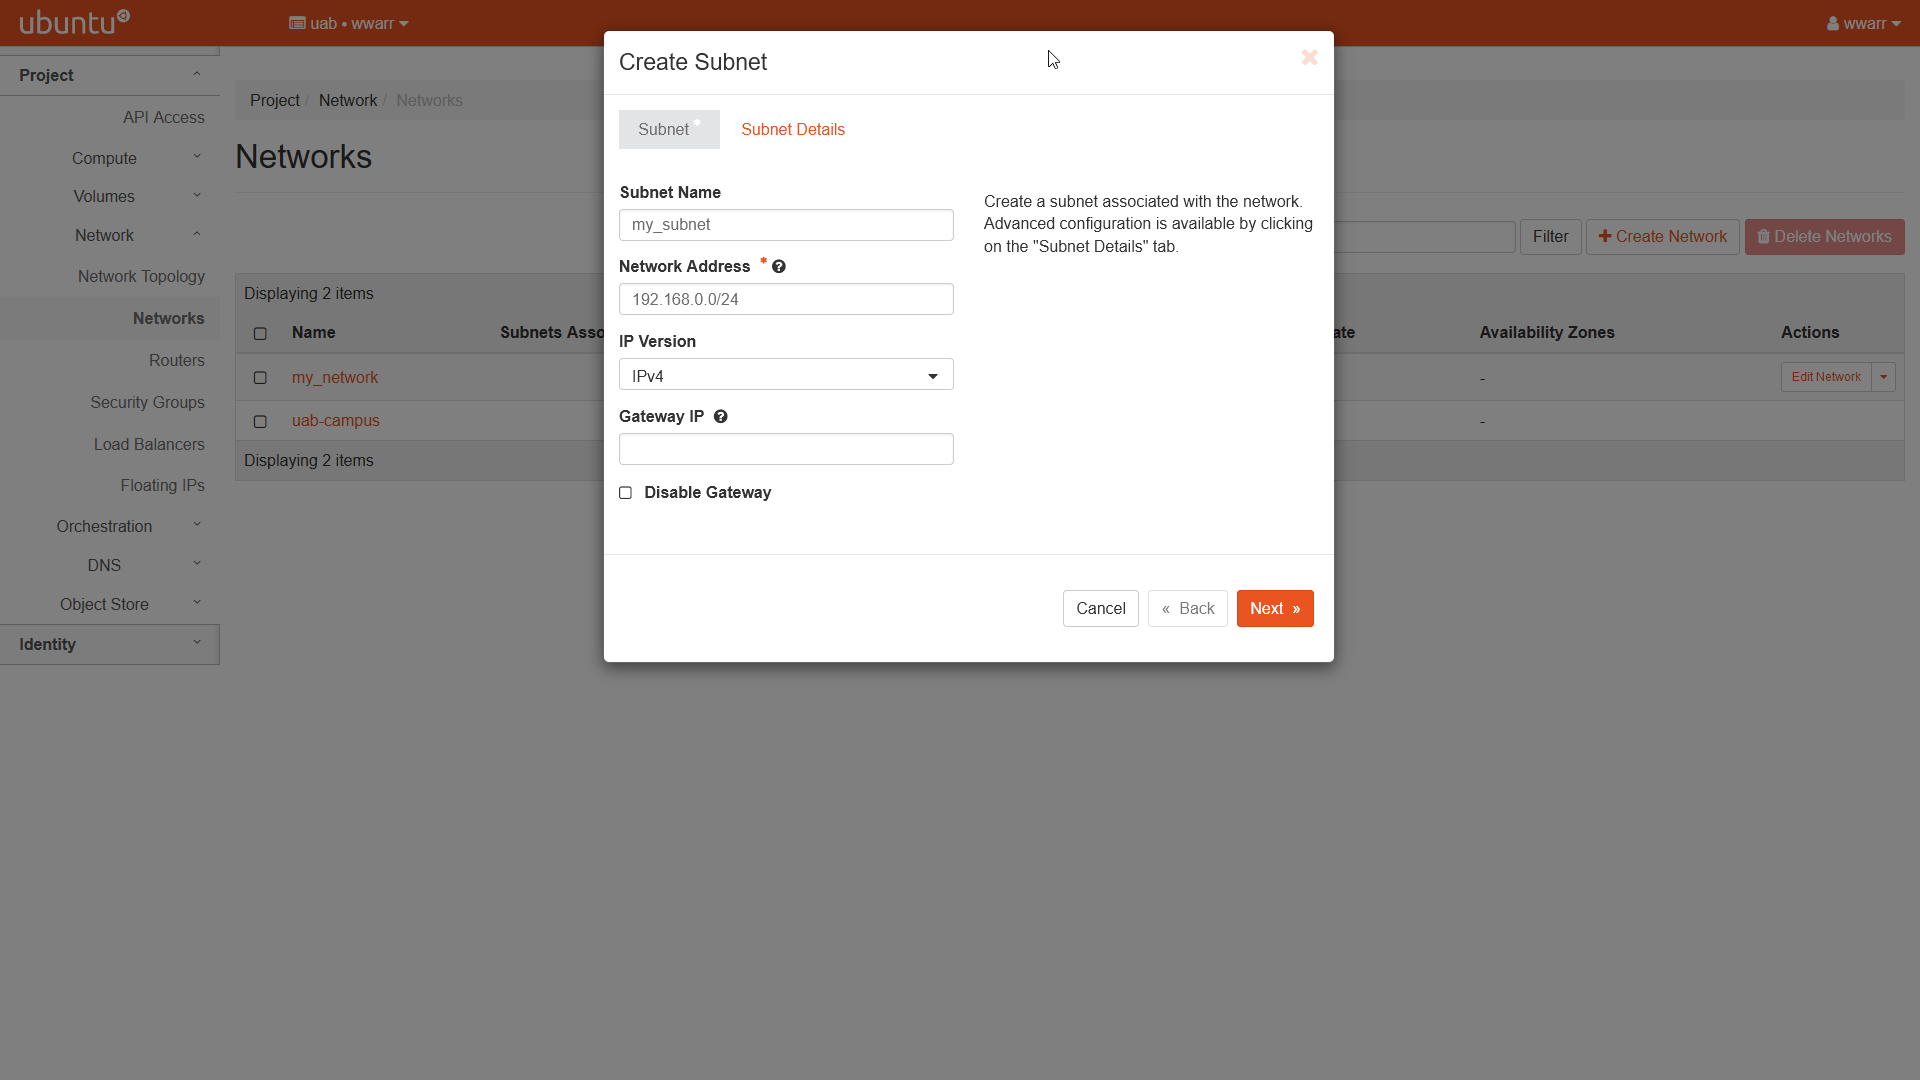 ubuntu
uab • wwarr
wwarr
Project
API Access
Compute
Volumes
Network
Network Topology
Networks
Routers
Security Groups
Load Balancers
Floating IPs
Orchestration
DNS
Object Store
Identity
Project / Network / Networks
Networks
Filter
Create Network
Delete Networks
Displaying 2 items
Name
Subnets Asso
ate
Availability Zones
Actions
my_network
-
Edit Network
uab-campus
-
Displaying 2 items
Create Subnet
Subnet *
Subnet Details
Subnet Name
my_subnet
Network Address *
192.168.0.0/24
IP Version
IPv4
Gateway IP
Disable Gateway
Create a subnet associated with the network.
Advanced configuration is available by clicking
on the "Subnet Details" tab.
Cancel
« Back
Next »